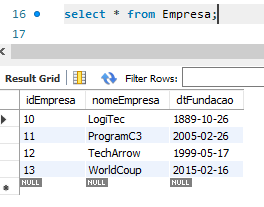 16 select * from Empresa;
17
Result Grid Filter Rows:
idEmpresa nomeEmpresa dtFundacao
10 LogiTec 1889-10-26
11 ProgramC3 2005-02-26
12 TechArrow 1999-05-17
13 WorldCoup 2015-02-16
NULL NULL NULL